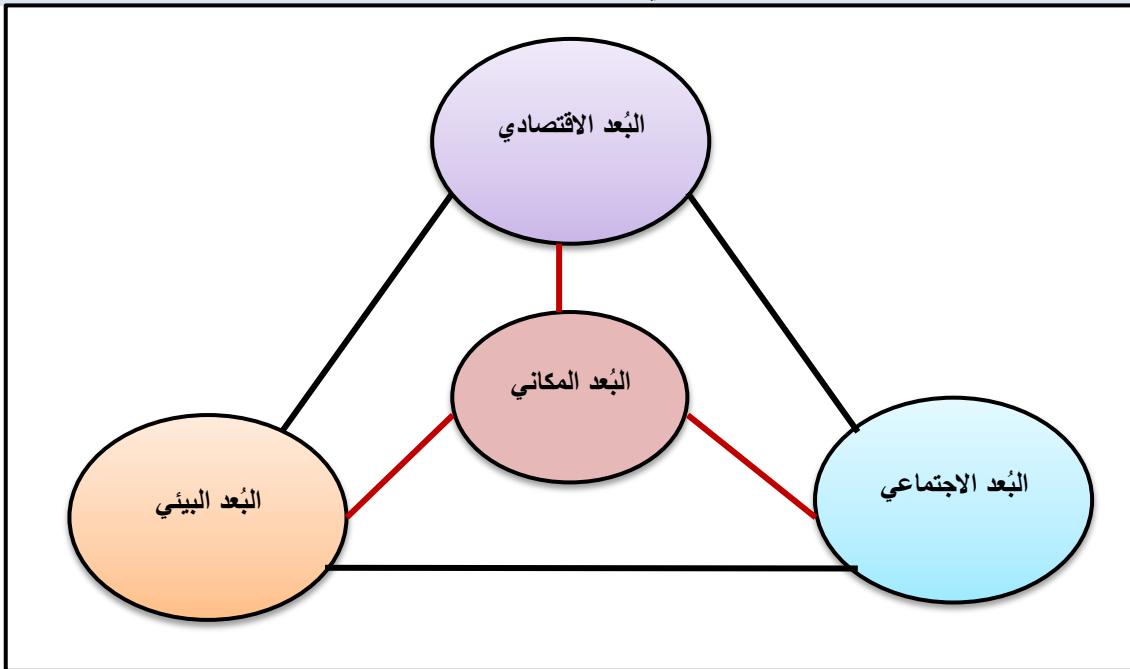 البُعد الاقتصادي
البُعد المكاني
البُعد الاجتماعي
البُعد البيئي